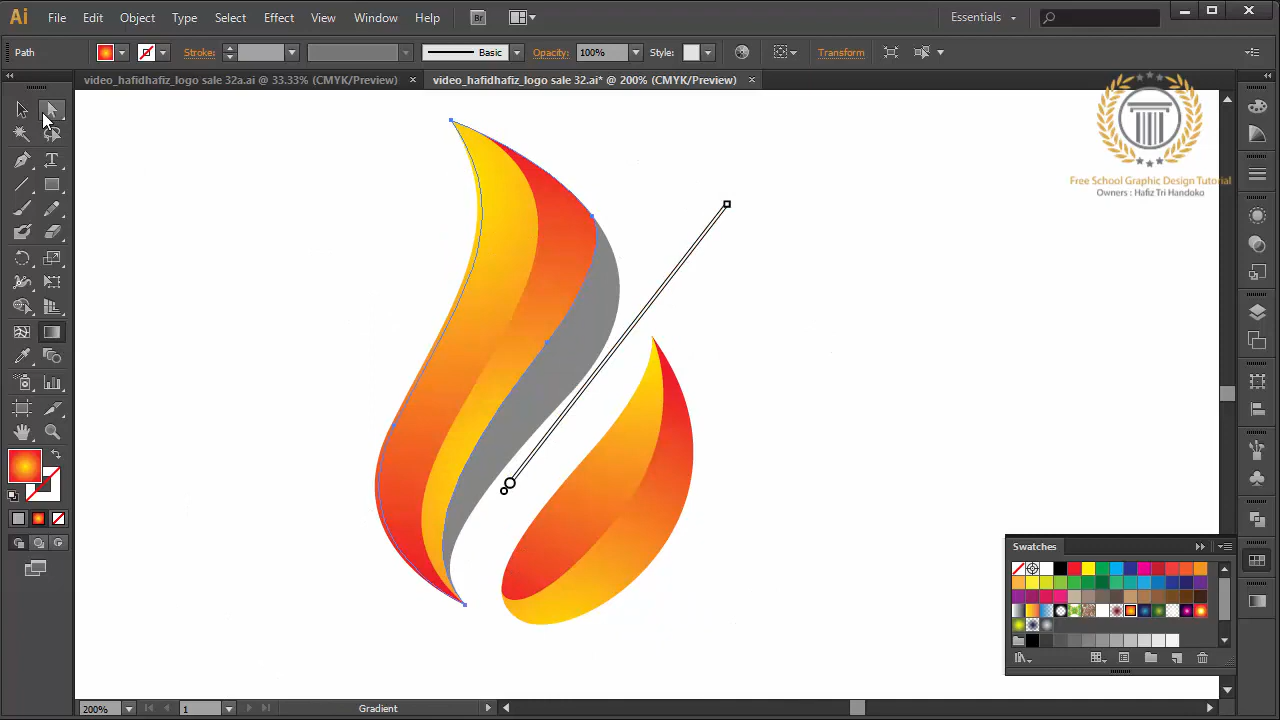 Ai File Edit Object Type Select Effect View Window Help Br Essentials
Path Stroke: Basic Opacity: 100% Style: Transform
video_hafidhafiz_logo sale 32a.ai @ 33.33% (CMYK/Preview) × video_hafidhafiz_logo sale 32.ai* @ 200% (CMYK/Preview) ×
Free School Graphic Design Tutorial
Owners : Hafiz Tri Handoko
T
Swatches
200% 1 Gradient